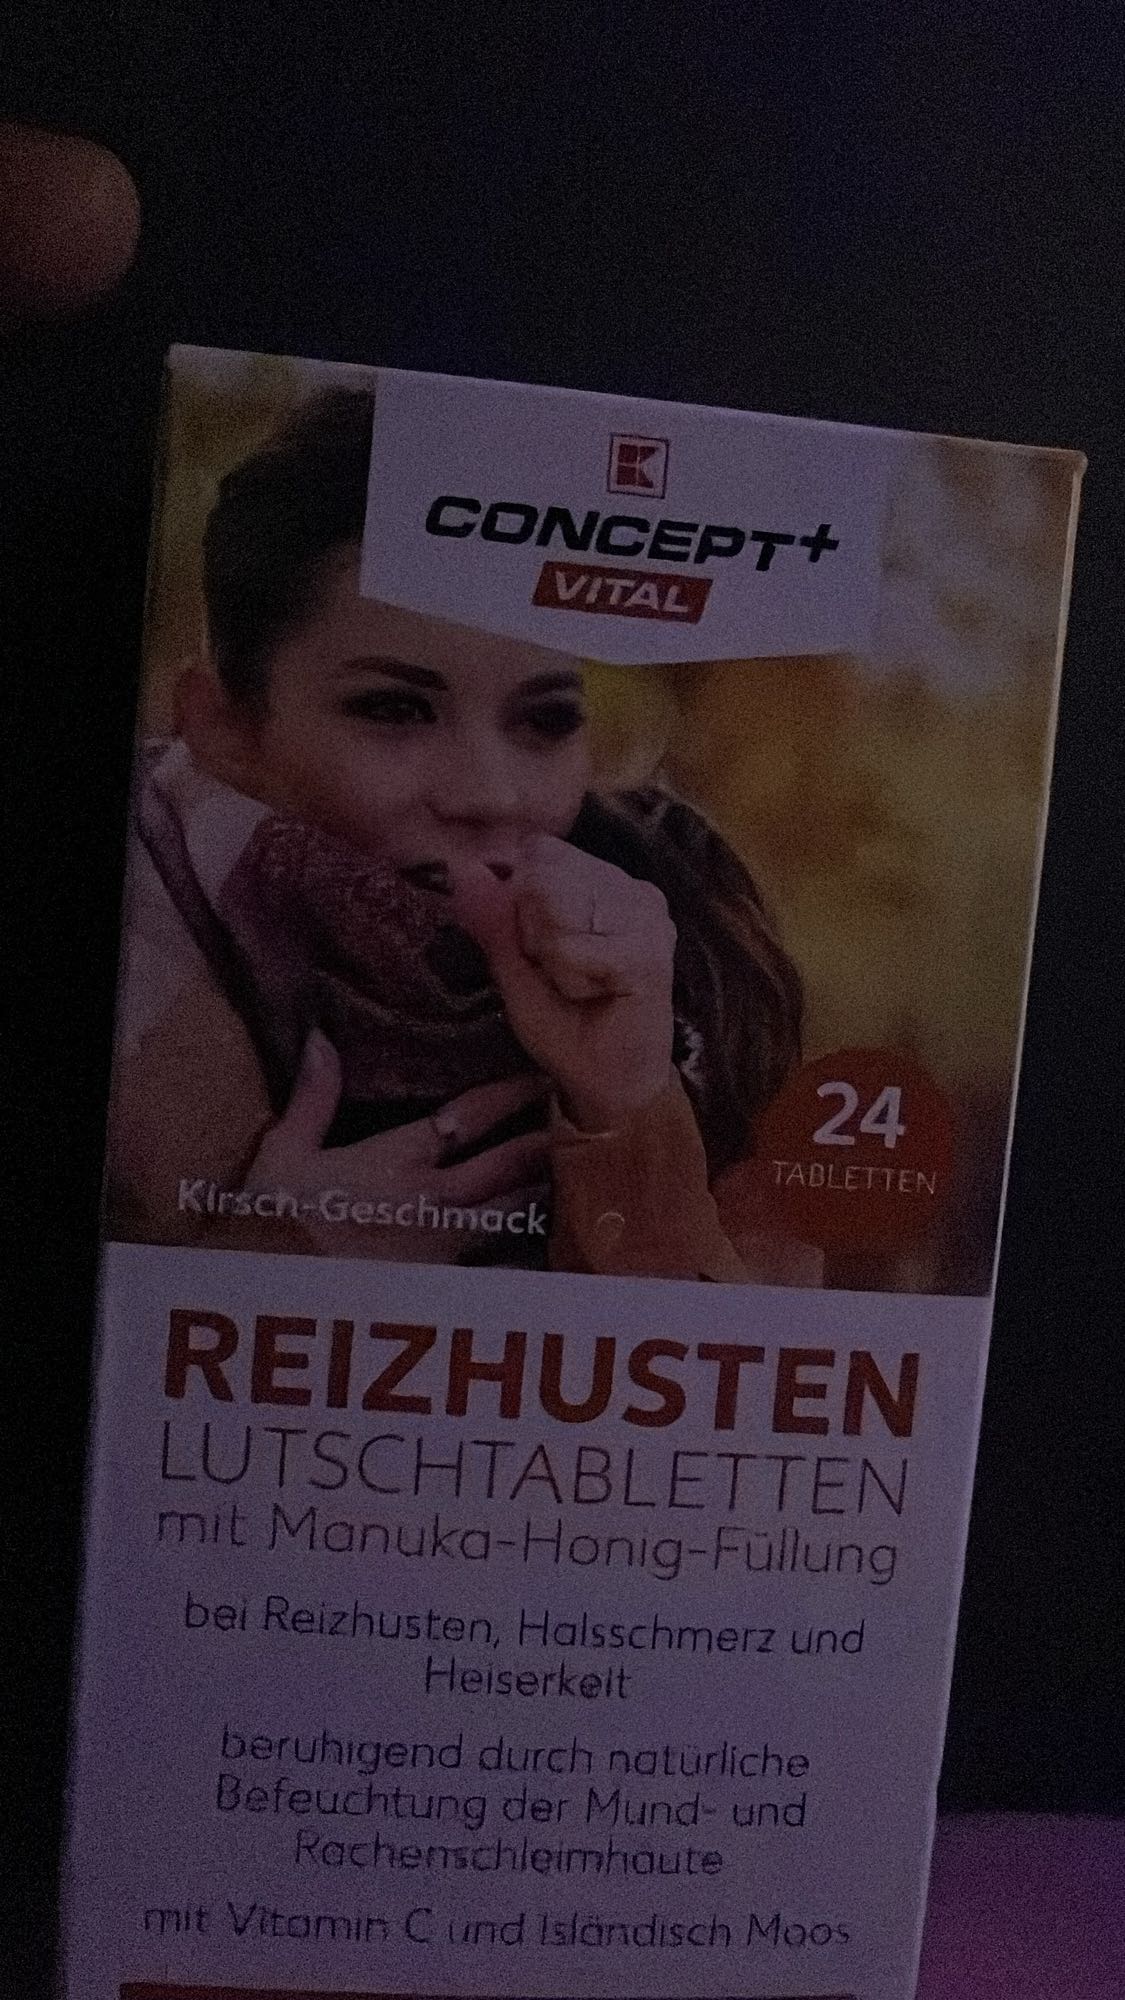 K
CONCEPT+
VITAL
24
TABLETTEN
Kirsch-Geschmack
REIZHUSTEN
LUTSCHTABLETTEN
mit Manuka-Honig-Füllung
bei Reizhusten, Halsschmerz und
Heiserkeit
beruhigend durch natürliche
Befeuchtung der Mund- und
Rachenschleimhäute
mit Vitamin C und Isländisch Moos